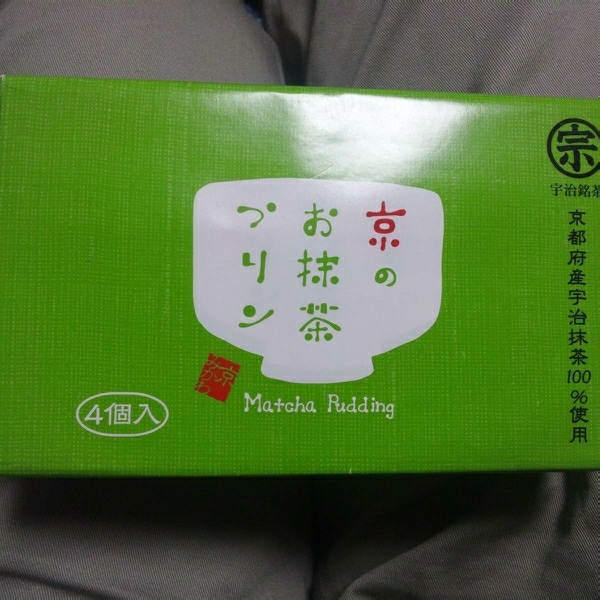 宗
宇治銘茶
京都府産宇治抹茶100%使用
京の
お抹茶
プリン
Matcha Pudding
4個入